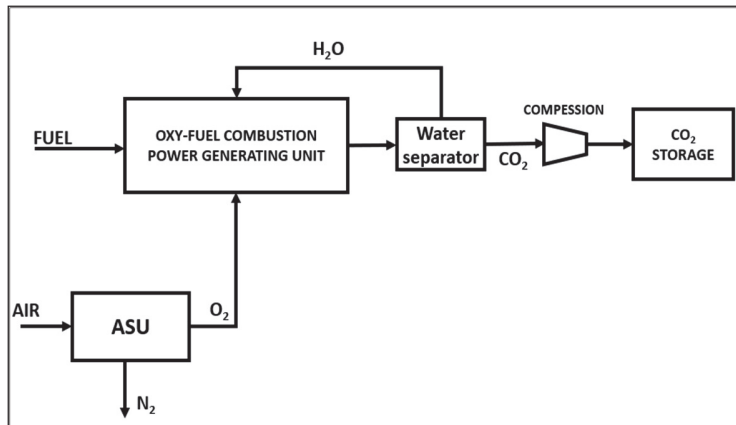 H₂O
COMPESSION
FUEL
OXY-FUEL COMBUSTION
POWER GENERATING UNIT
Water
separator
CO₂
CO₂
STORAGE
AIR
ASU
O₂
N₂